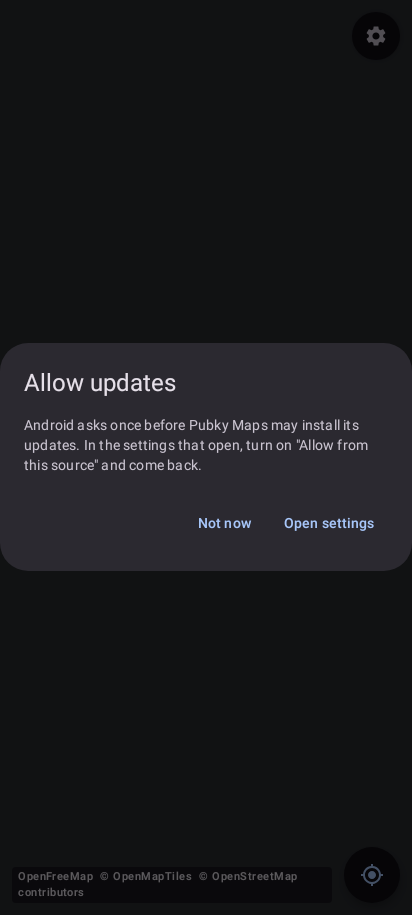 Allow updates
Android asks once before Pubky Maps may install its
updates. In the settings that open, turn on "Allow from
this source" and come back.
Not now
Open settings
OpenFreeMap © OpenMapTiles © OpenStreetMap
contributors